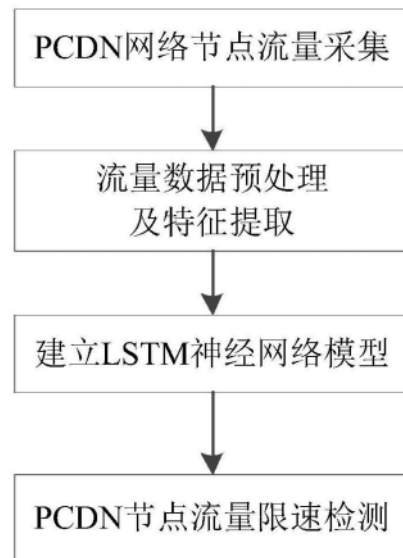 PCDN网络节点流量采集
流量数据预处理
及特征提取
建立LSTM神经网络模型
PCDN节点流量限速检测